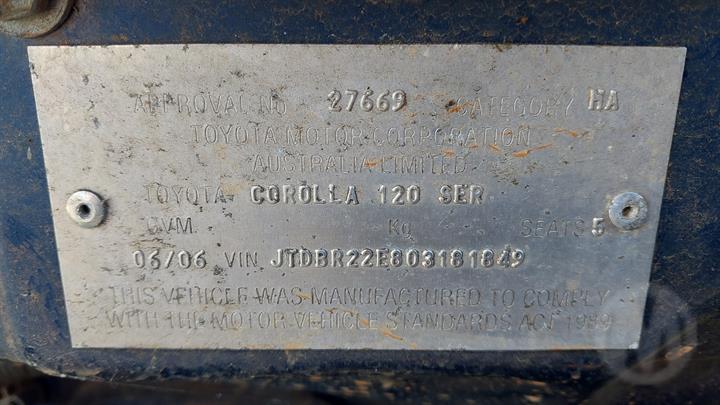 APPROVAL NO. 27669 CATEGORY MA
TOYOTA MOTOR CORPORATION
AUSTRALIA LIMITED
TOYOTA COROLLA 120 SER
GVM Kg SEATS 5
06/06 VIN JTDBR22E803181849
THIS VEHICLE WAS MANUFACTURED TO COMPLY
WITH THE MOTOR VEHICLE STANDARDS ACT 1989